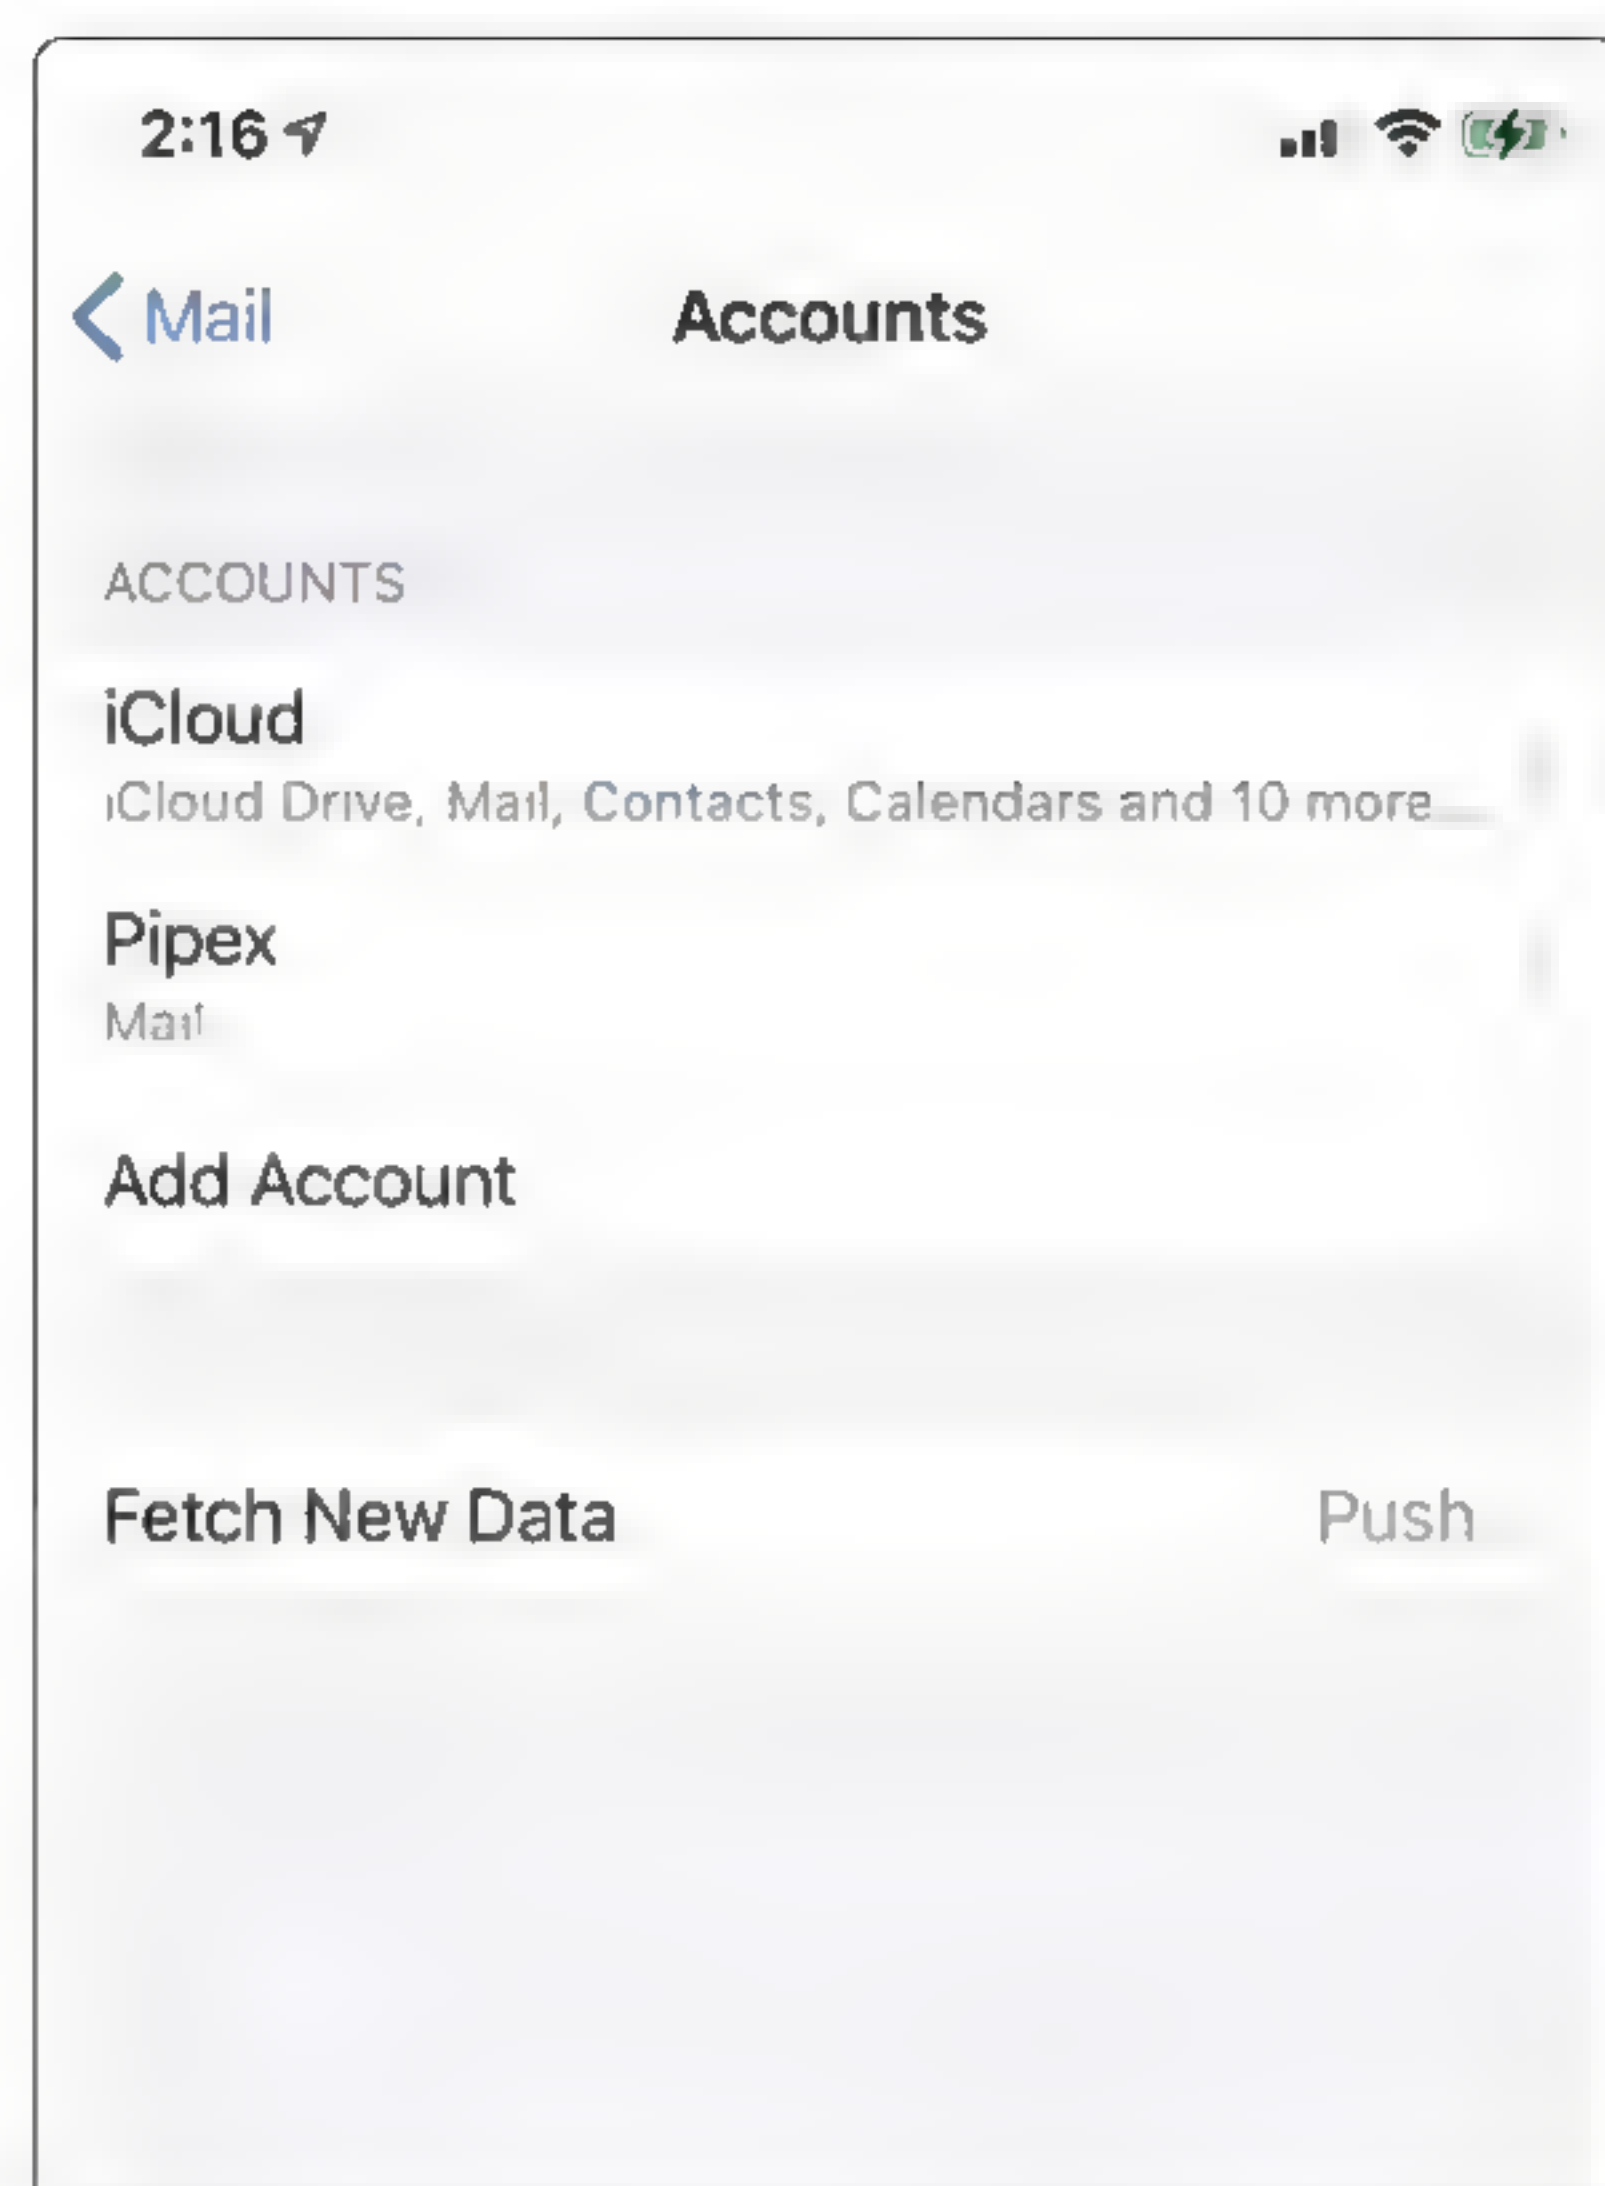 2:16
Mail
Accounts
ACCOUNTS
iCloud
iCloud Drive, Mail, Contacts, Calendars and 10 more
Pipex
Mail
Add Account
Fetch New Data Push